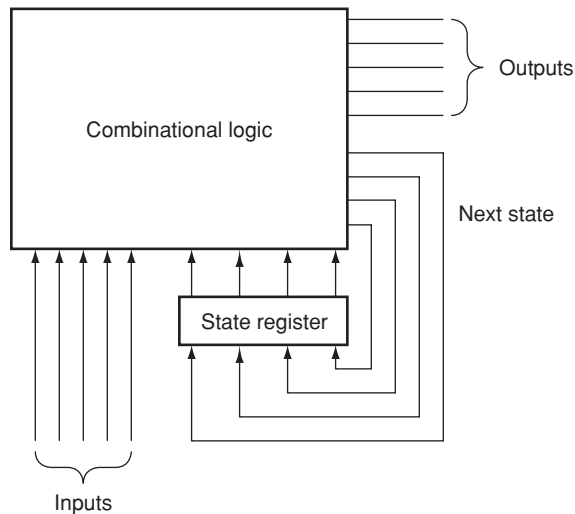 Outputs
Combinational logic
Next state
State register
Inputs